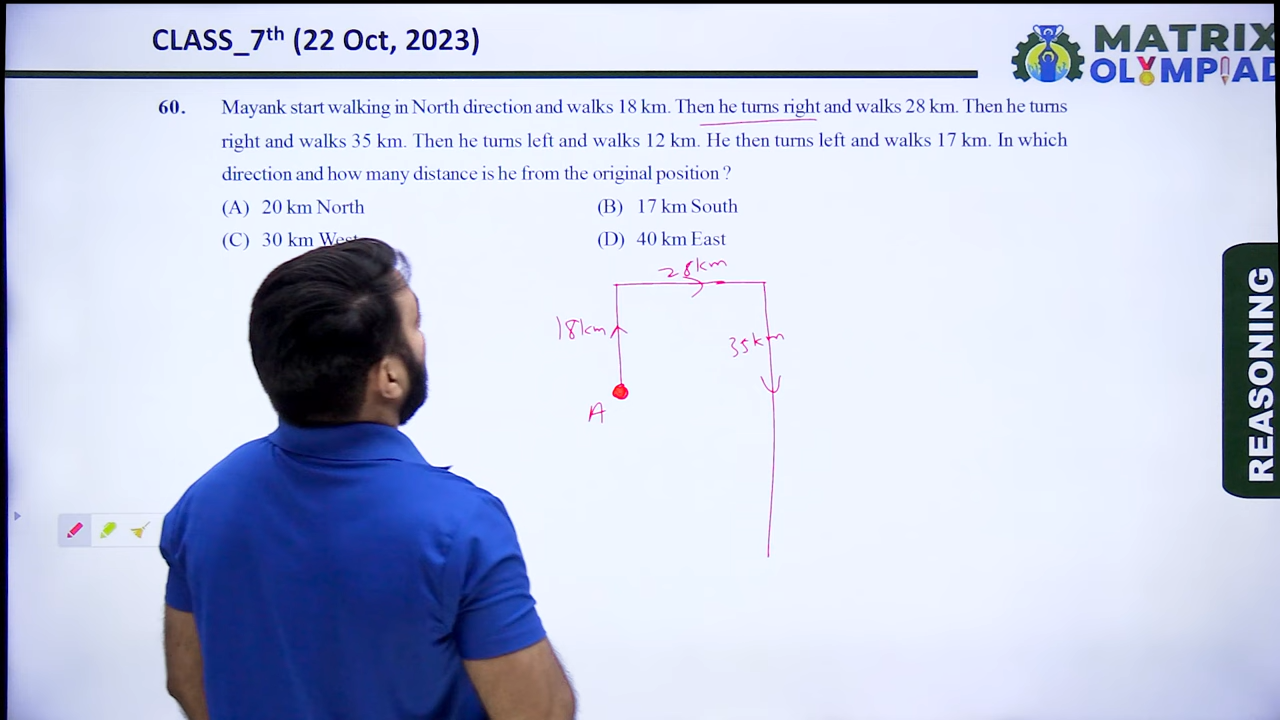 CLASS_7th (22 Oct, 2023)
MATRIX
OLYMPIAD
60. Mayank start walking in North direction and walks 18 km. Then he turns right and walks 28 km. Then he turns
right and walks 35 km. Then he turns left and walks 12 km. He then turns left and walks 17 km. In which
direction and how many distance is he from the original position ?
(A) 20 km North (B) 17 km South
(C) 30 km West (D) 40 km East
28km
18km
35km
A
REASONING